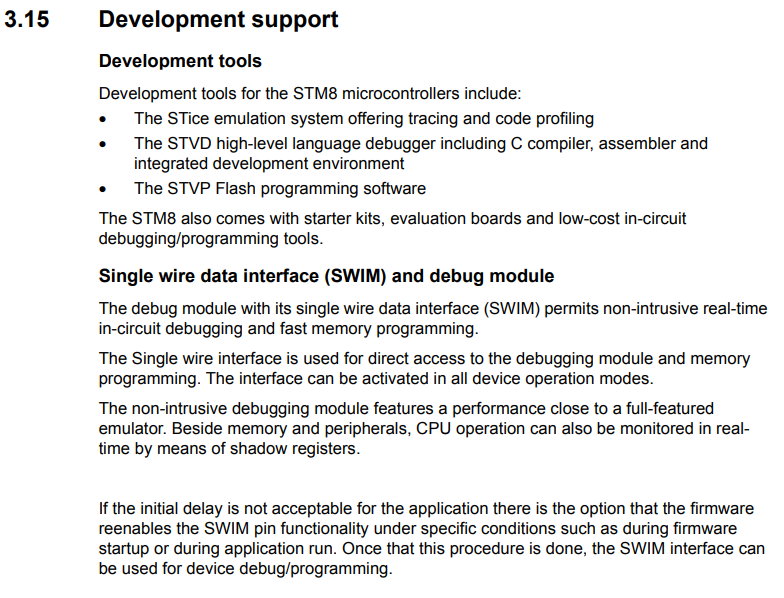 3.15 Development support
Development tools
Development tools for the STM8 microcontrollers include:
• The STice emulation system offering tracing and code profiling
• The STVD high-level language debugger including C compiler, assembler and
integrated development environment
• The STVP Flash programming software
The STM8 also comes with starter kits, evaluation boards and low-cost in-circuit
debugging/programming tools.
Single wire data interface (SWIM) and debug module
The debug module with its single wire data interface (SWIM) permits non-intrusive real-time
in-circuit debugging and fast memory programming.
The Single wire interface is used for direct access to the debugging module and memory
programming. The interface can be activated in all device operation modes.
The non-intrusive debugging module features a performance close to a full-featured
emulator. Beside memory and peripherals, CPU operation can also be monitored in real-
time by means of shadow registers.
If the initial delay is not acceptable for the application there is the option that the firmware
reenables the SWIM pin functionality under specific conditions such as during firmware
startup or during application run. Once that this procedure is done, the SWIM interface can
be used for device debug/programming.